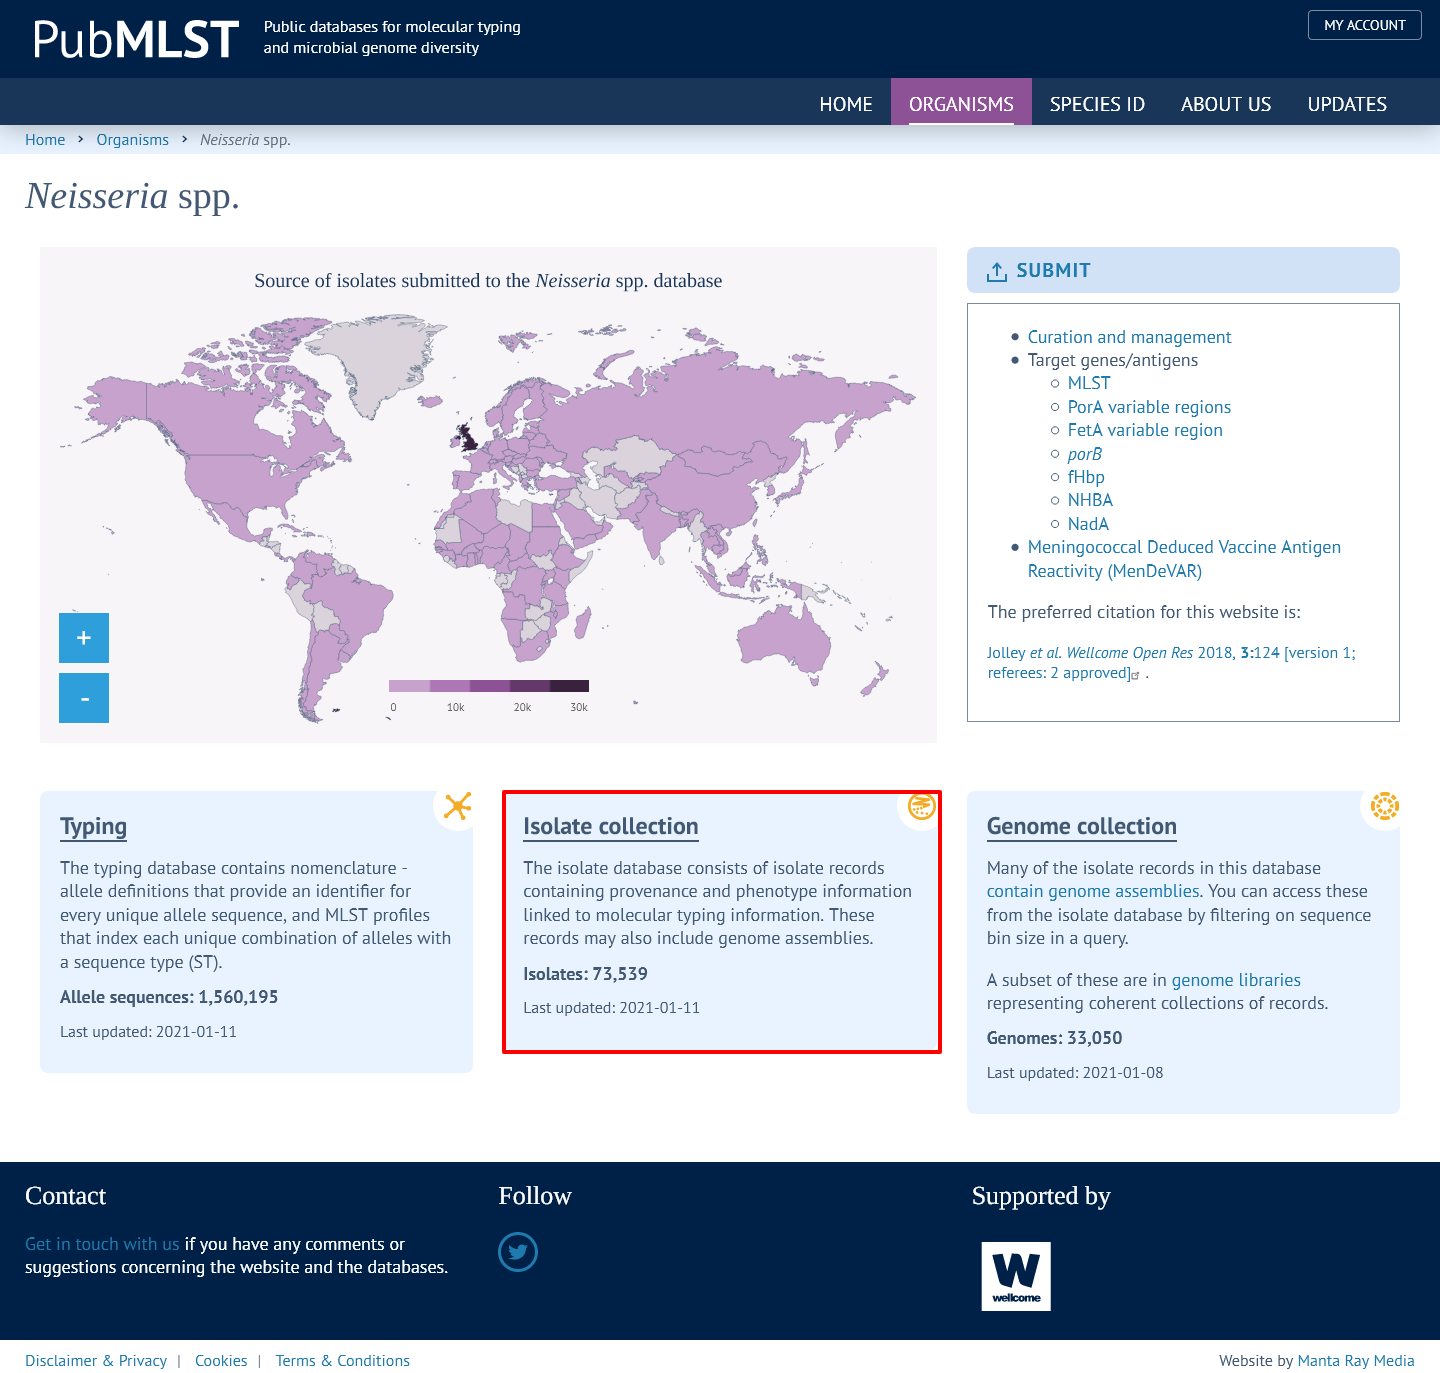 PubMLST
Public databases for molecular typing
and microbial genome diversity
MY ACCOUNT
HOME ORGANISMS SPECIES ID ABOUT US UPDATES
Home › Organisms › Neisseria spp.
Neisseria spp.
Source of isolates submitted to the Neisseria spp. database
+
-
0 10k 20k 30k
SUBMIT
Curation and management
Target genes/antigens
MLST
PorA variable regions
FetA variable region
porB
fHbp
NHBA
NadA
Meningococcal Deduced Vaccine Antigen
Reactivity (MenDeVAR)
The preferred citation for this website is:
Jolley et al. Wellcome Open Res 2018, 3:124 [version 1;
referees: 2 approved] .
Typing
The typing database contains nomenclature -
allele definitions that provide an identifier for
every unique allele sequence, and MLST profiles
that index each unique combination of alleles with
a sequence type (ST).
Allele sequences: 1,560,195
Last updated: 2021-01-11
Isolate collection
The isolate database consists of isolate records
containing provenance and phenotype information
linked to molecular typing information. These
records may also include genome assemblies.
Isolates: 73,539
Last updated: 2021-01-11
Genome collection
Many of the isolate records in this database
contain genome assemblies. You can access these
from the isolate database by filtering on sequence
bin size in a query.
A subset of these are in genome libraries
representing coherent collections of records.
Genomes: 33,050
Last updated: 2021-01-08
Contact
Get in touch with us if you have any comments or
suggestions concerning the website and the databases.
Follow
Supported by
W
wellcome
Disclaimer & Privacy | Cookies | Terms & Conditions
Website by Manta Ray Media